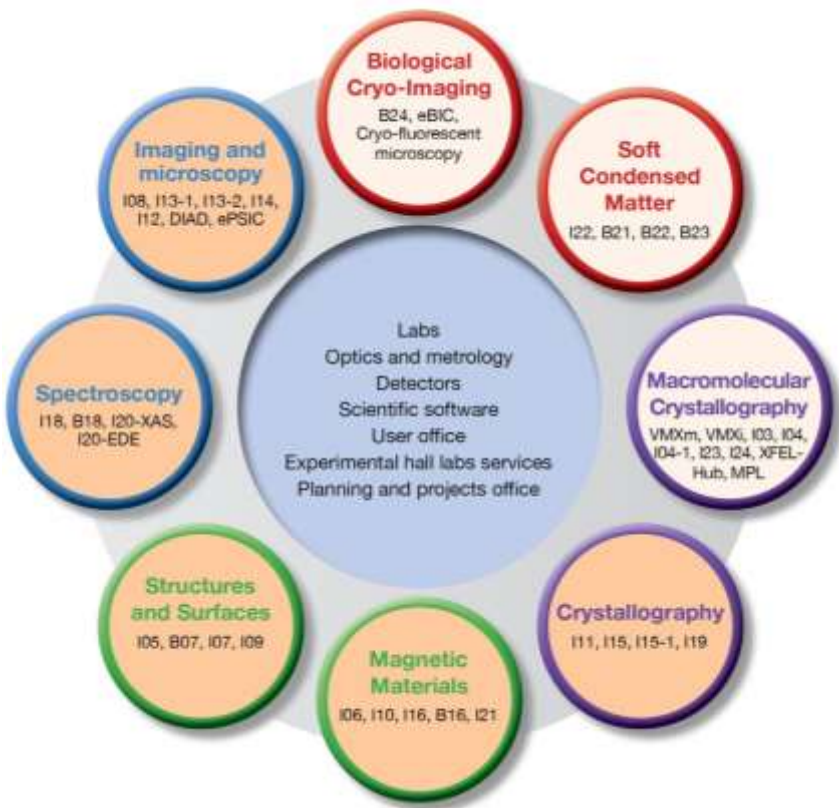 Biological
Cryo-Imaging
B24, eBIC,
Cryo-fluorescent
microscopy
Soft
Condensed
Matter
I22, B21, B22, B23
Macromolecular
Crystallography
VMXm, VMXi, I03, I04,
I04-1, I23, I24, XFEL-
Hub, MPL
Crystallography
I11, I15, I15-1, I19
Magnetic
Materials
I06, I10, I16, B16, I21
Structures
and Surfaces
I05, B07, I07, I09
Spectroscopy
I18, B18, I20-XAS,
I20-EDE
Imaging and
microscopy
I08, I13-1, I13-2, I14,
I12, DIAD, ePSIC
Labs
Optics and metrology
Detectors
Scientific software
User office
Experimental hall labs services
Planning and projects office